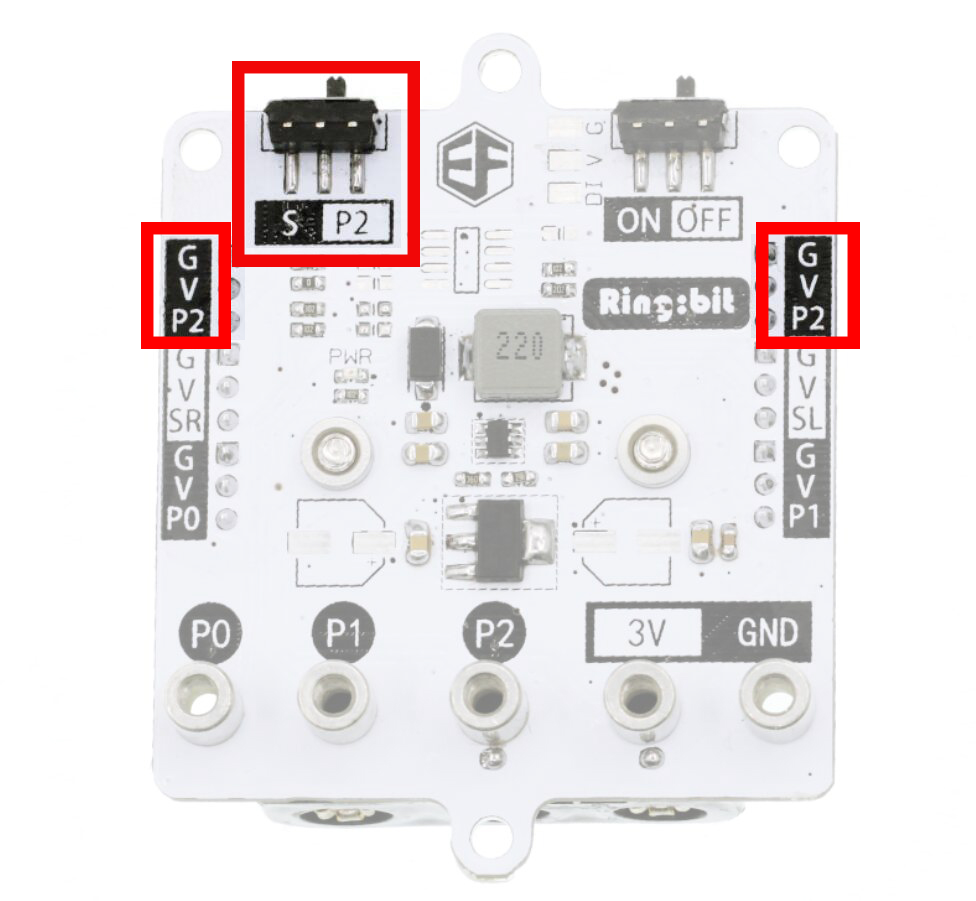 S P2
EF
G
V
DI
ON OFF
G
V
P2
G
V
SR
G
V
P0
PWR
220
Ring:bit
G
V
P2
G
V
SL
G
V
P1
P0 P1 P2 3V GND